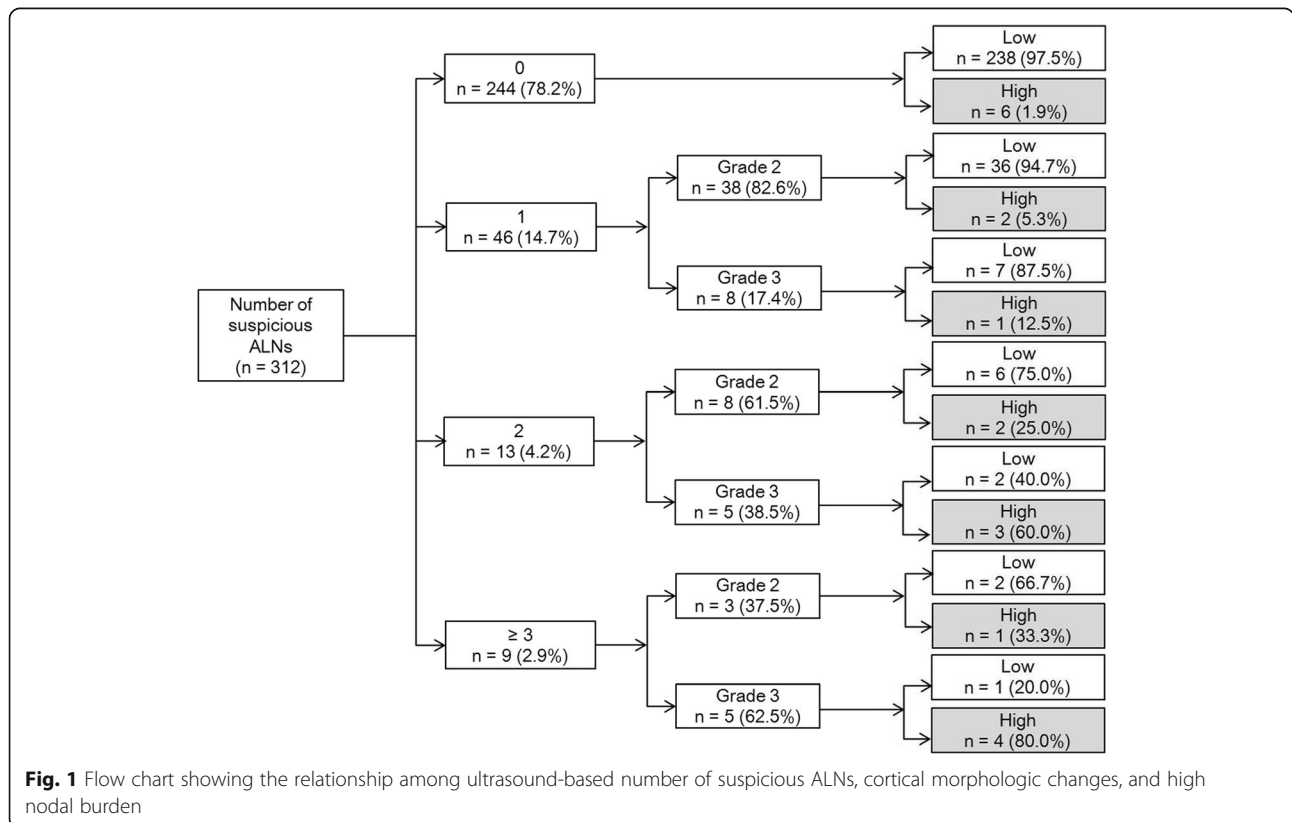 Number of
suspicious
ALNs
(n = 312)
0
n = 244 (78.2%)
Low
n = 238 (97.5%)
High
n = 6 (1.9%)
1
n = 46 (14.7%)
Grade 2
n = 38 (82.6%)
Low
n = 36 (94.7%)
High
n = 2 (5.3%)
Grade 3
n = 8 (17.4%)
Low
n = 7 (87.5%)
High
n = 1 (12.5%)
2
n = 13 (4.2%)
Grade 2
n = 8 (61.5%)
Low
n = 6 (75.0%)
High
n = 2 (25.0%)
Grade 3
n = 5 (38.5%)
Low
n = 2 (40.0%)
High
n = 3 (60.0%)
≥ 3
n = 9 (2.9%)
Grade 2
n = 3 (37.5%)
Low
n = 2 (66.7%)
High
n = 1 (33.3%)
Grade 3
n = 5 (62.5%)
Low
n = 1 (20.0%)
High
n = 4 (80.0%)
Fig. 1 Flow chart showing the relationship among ultrasound-based number of suspicious ALNs, cortical morphologic changes, and high
nodal burden